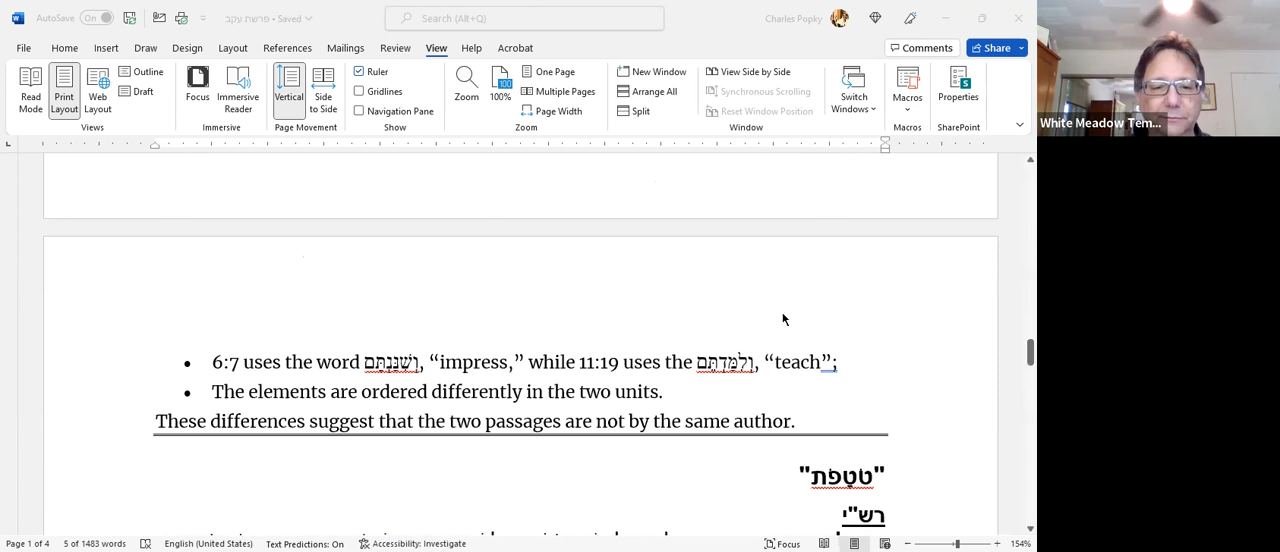 AutoSave On פרשת עקב • Saved Search (Alt+Q) Charles Popky
File Home Insert Draw Design Layout References Mailings Review View Help Acrobat Comments Share
Read Mode
Print Layout
Web Layout
Outline
Draft
Views
Focus
Immersive Reader
Immersive
Vertical
Side to Side
Page Movement
Ruler
Gridlines
Navigation Pane
Show
Zoom
100
100%
One Page
Multiple Pages
Page Width
Zoom
New Window
Arrange All
Split
View Side by Side
Synchronous Scrolling
Reset Window Position
Window
Switch Windows
Macros
Macros
Properties
SharePoint
White Meadow Tem...
• 6:7 uses the word וְשִׁנַּנְתָּם, “impress,” while 11:19 uses the וְלִמַּדְתֶּם, “teach”;
• The elements are ordered differently in the two units.
These differences suggest that the two passages are not by the same author.
"טֹטָפֹת"
רש"י
Page 1 of 4 5 of 1483 words English (United States) Text Predictions: On Accessibility: Investigate Focus 154%